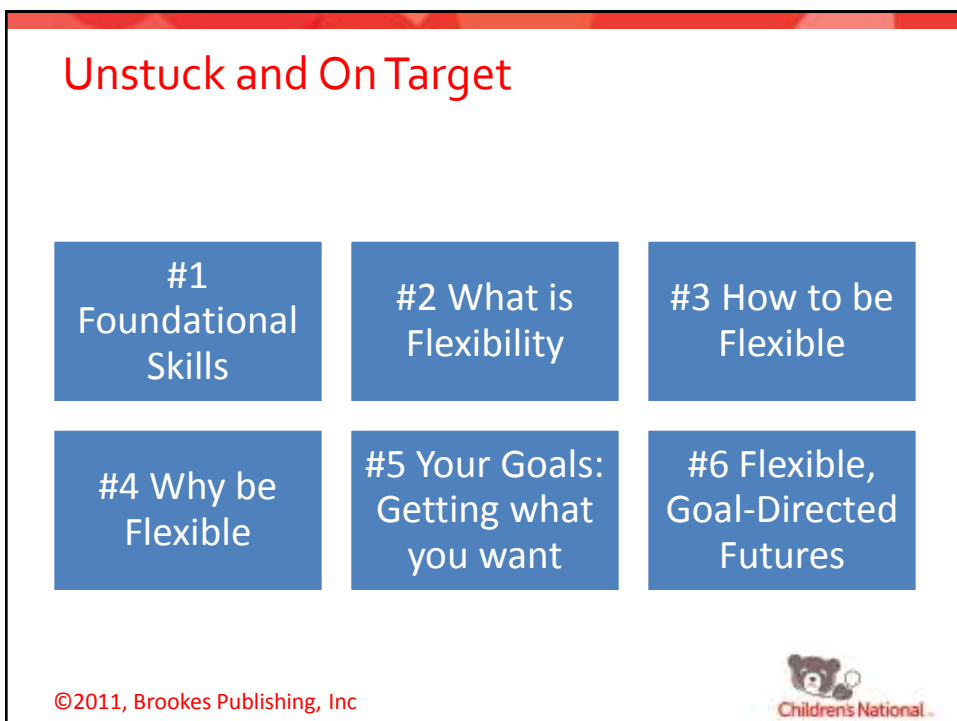 Unstuck and On Target
#1
Foundational
Skills
#2 What is
Flexibility
#3 How to be
Flexible
#4 Why be
Flexible
#5 Your Goals:
Getting what
you want
#6 Flexible,
Goal-Directed
Futures
©2011, Brookes Publishing, Inc
Children's National